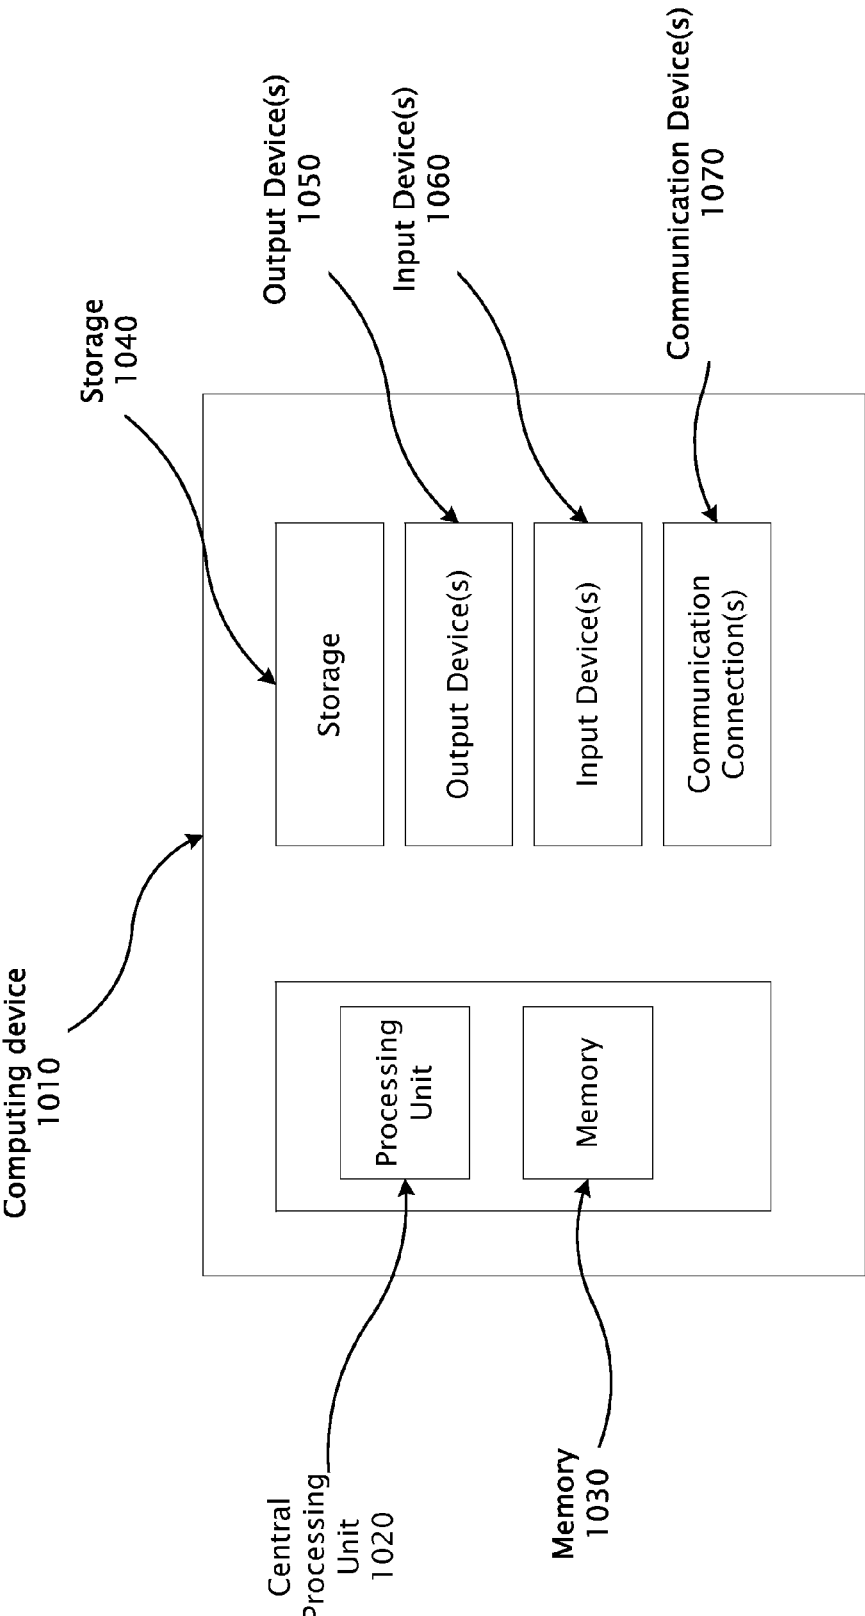 Computing device
1010
Storage
1040
Output Device(s)
1050
Input Device(s)
1060
Communication Device(s)
1070
Central
Processing
Unit
1020
Memory
1030
Processing
Unit
Memory
Storage
Output Device(s)
Input Device(s)
Communication
Connection(s)